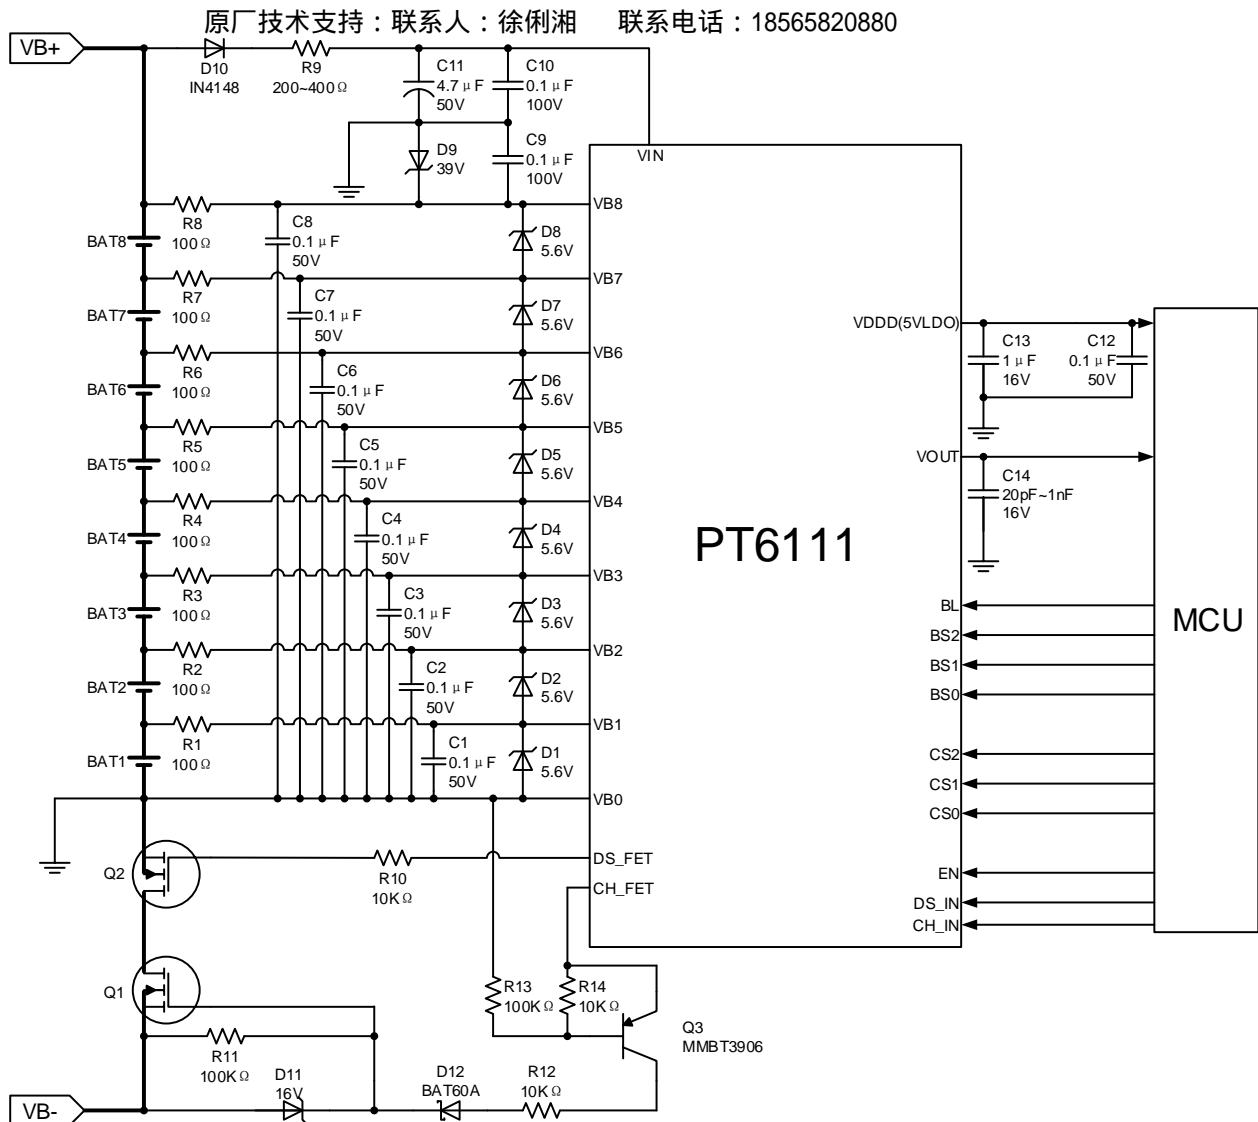 原厂技术支持：联系人：徐俐湘 联系电话：18565820880
VB+
D10
IN4148
R9
200~400Ω
C11
4.7μF
50V
C10
0.1μF
100V
D9
39V
C9
0.1μF
100V
VIN
R8
100Ω
C8
0.1μF
50V
D8
5.6V
VB8
BAT8
R7
100Ω
C7
0.1μF
50V
D7
5.6V
VB7
BAT7
R6
100Ω
C6
0.1μF
50V
D6
5.6V
VB6
BAT6
R5
100Ω
C5
0.1μF
50V
D5
5.6V
VB5
BAT5
R4
100Ω
C4
0.1μF
50V
D4
5.6V
VB4
BAT4
R3
100Ω
C3
0.1μF
50V
D3
5.6V
VB3
BAT3
R2
100Ω
C2
0.1μF
50V
D2
5.6V
VB2
BAT2
R1
100Ω
C1
0.1μF
50V
D1
5.6V
VB1
BAT1
VB0
PT6111
VDDD(5VLDO)
C13
1μF
16V
C12
0.1μF
50V
VOUT
C14
20pF~1nF
16V
MCU
BL
BS2
BS1
BS0
CS2
CS1
CS0
EN
DS_IN
CH_IN
DS_FET
CH_FET
Q2
R10
10KΩ
Q1
R13
100KΩ
R14
10KΩ
Q3
MMBT3906
R11
100KΩ
D11
16V
D12
BAT60A
R12
10KΩ
VB-